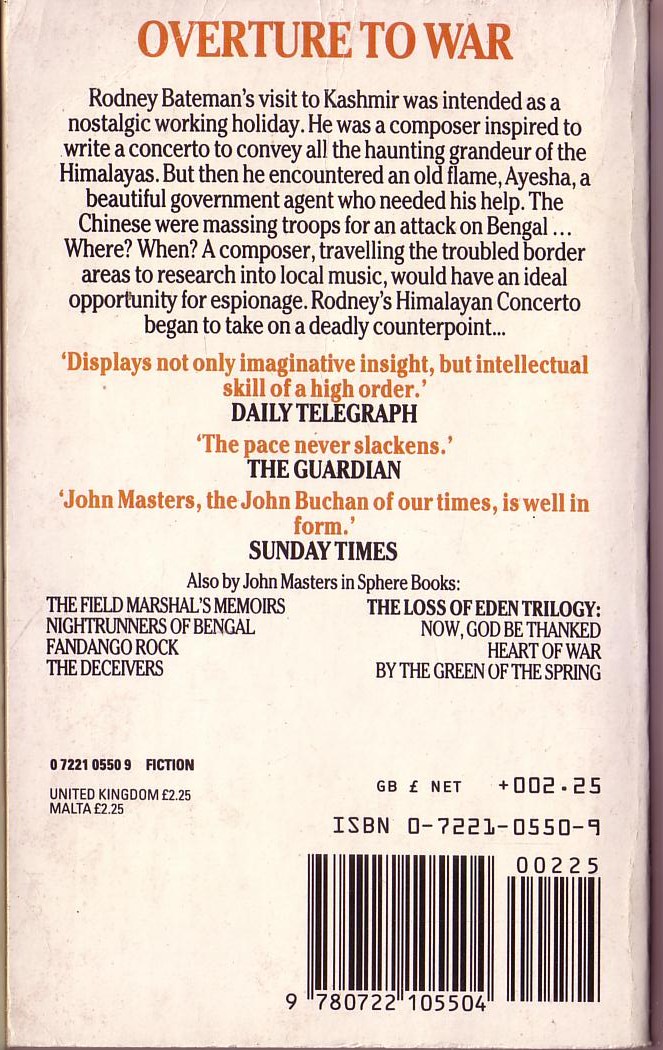 OVERTURE TO WAR
Rodney Bateman's visit to Kashmir was intended as a
nostalgic working holiday. He was a composer inspired to
write a concerto to convey all the haunting grandeur of the
Himalayas. But then he encountered an old flame, Ayesha, a
beautiful government agent who needed his help. The
Chinese were massing troops for an attack on Bengal ...
Where? When? A composer, travelling the troubled border
areas to research into local music, would have an ideal
opportunity for espionage. Rodney's Himalayan Concerto
began to take on a deadly counterpoint...
'Displays not only imaginative insight, but intellectual
skill of a high order.'
DAILY TELEGRAPH
'The pace never slackens.'
THE GUARDIAN
'John Masters, the John Buchan of our times, is well in
form.'
SUNDAY TIMES
Also by John Masters in Sphere Books:
THE FIELD MARSHAL'S MEMOIRS
NIGHTRUNNERS OF BENGAL
FANDANGO ROCK
THE DECEIVERS
THE LOSS OF EDEN TRILOGY:
NOW, GOD BE THANKED
HEART OF WAR
BY THE GREEN OF THE SPRING
0 7221 0550 9 FICTION
UNITED KINGDOM £2.25
MALTA £2.25
GB £ NET +002.25
ISBN 0-7221-0550-9
00225
9 780722 105504